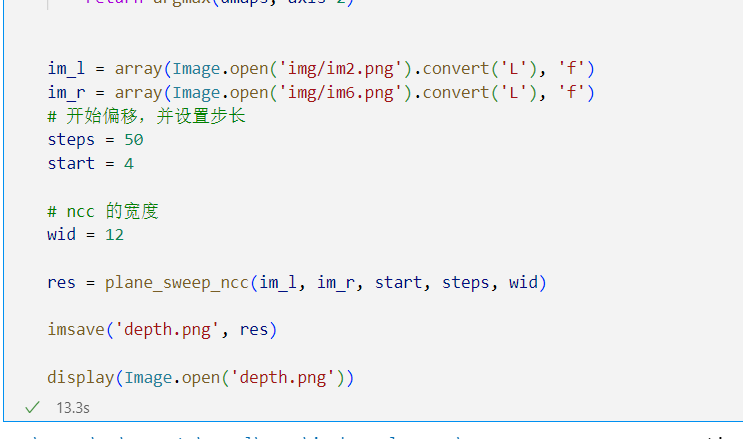 return argmax(dmaps, axis=2)
im_l = array(Image.open('img/im2.png').convert('L'), 'f')
im_r = array(Image.open('img/im6.png').convert('L'), 'f')
# 开始偏移，并设置步长
steps = 50
start = 4
# ncc 的宽度
wid = 12
res = plane_sweep_ncc(im_l, im_r, start, steps, wid)
imsave('depth.png', res)
display(Image.open('depth.png'))
13.3s